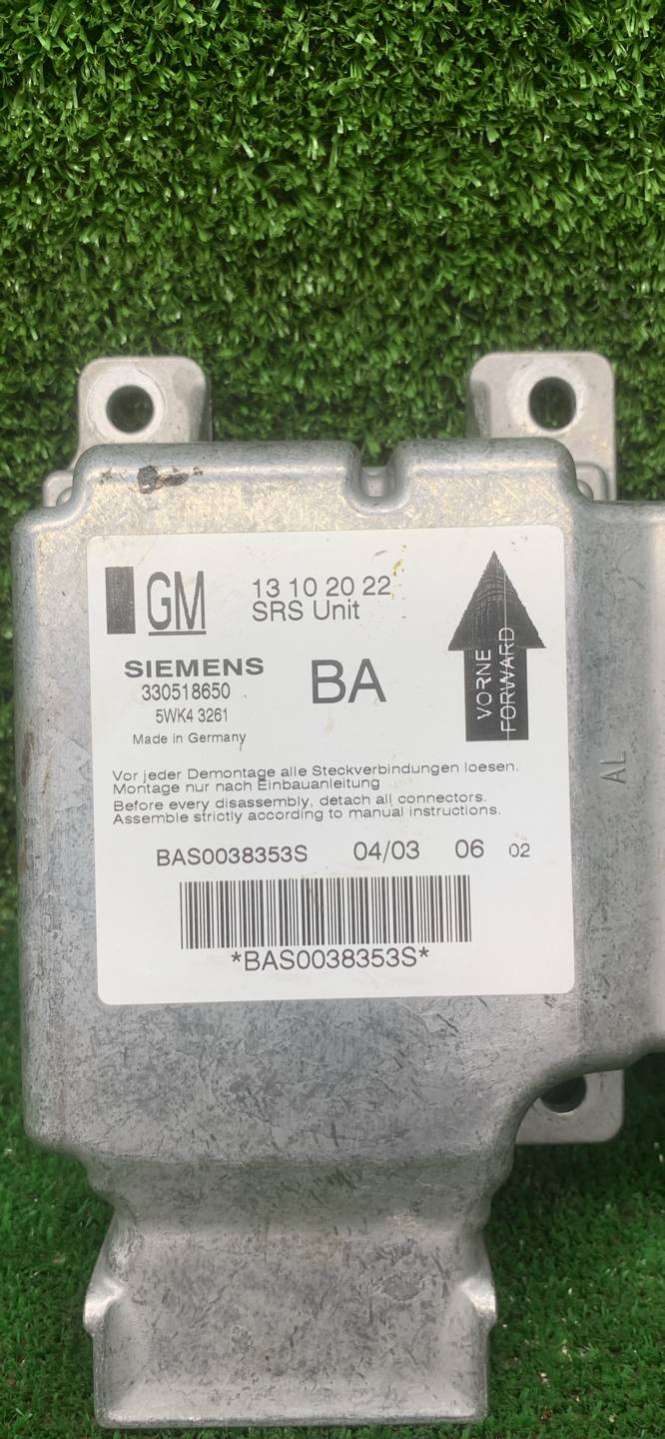 GM
13 10 20 22
SRS Unit
SIEMENS
330518650
5WK4 3261
Made in Germany
BA
VORNE
FORWARD
Vor jeder Demontage alle Steckverbindungen loesen.
Montage nur nach Einbauanleitung
Before every disassembly, detach all connectors.
Assemble strictly according to manual instructions.
BAS0038353S 04/03 06 02
*BAS0038353S*
AL